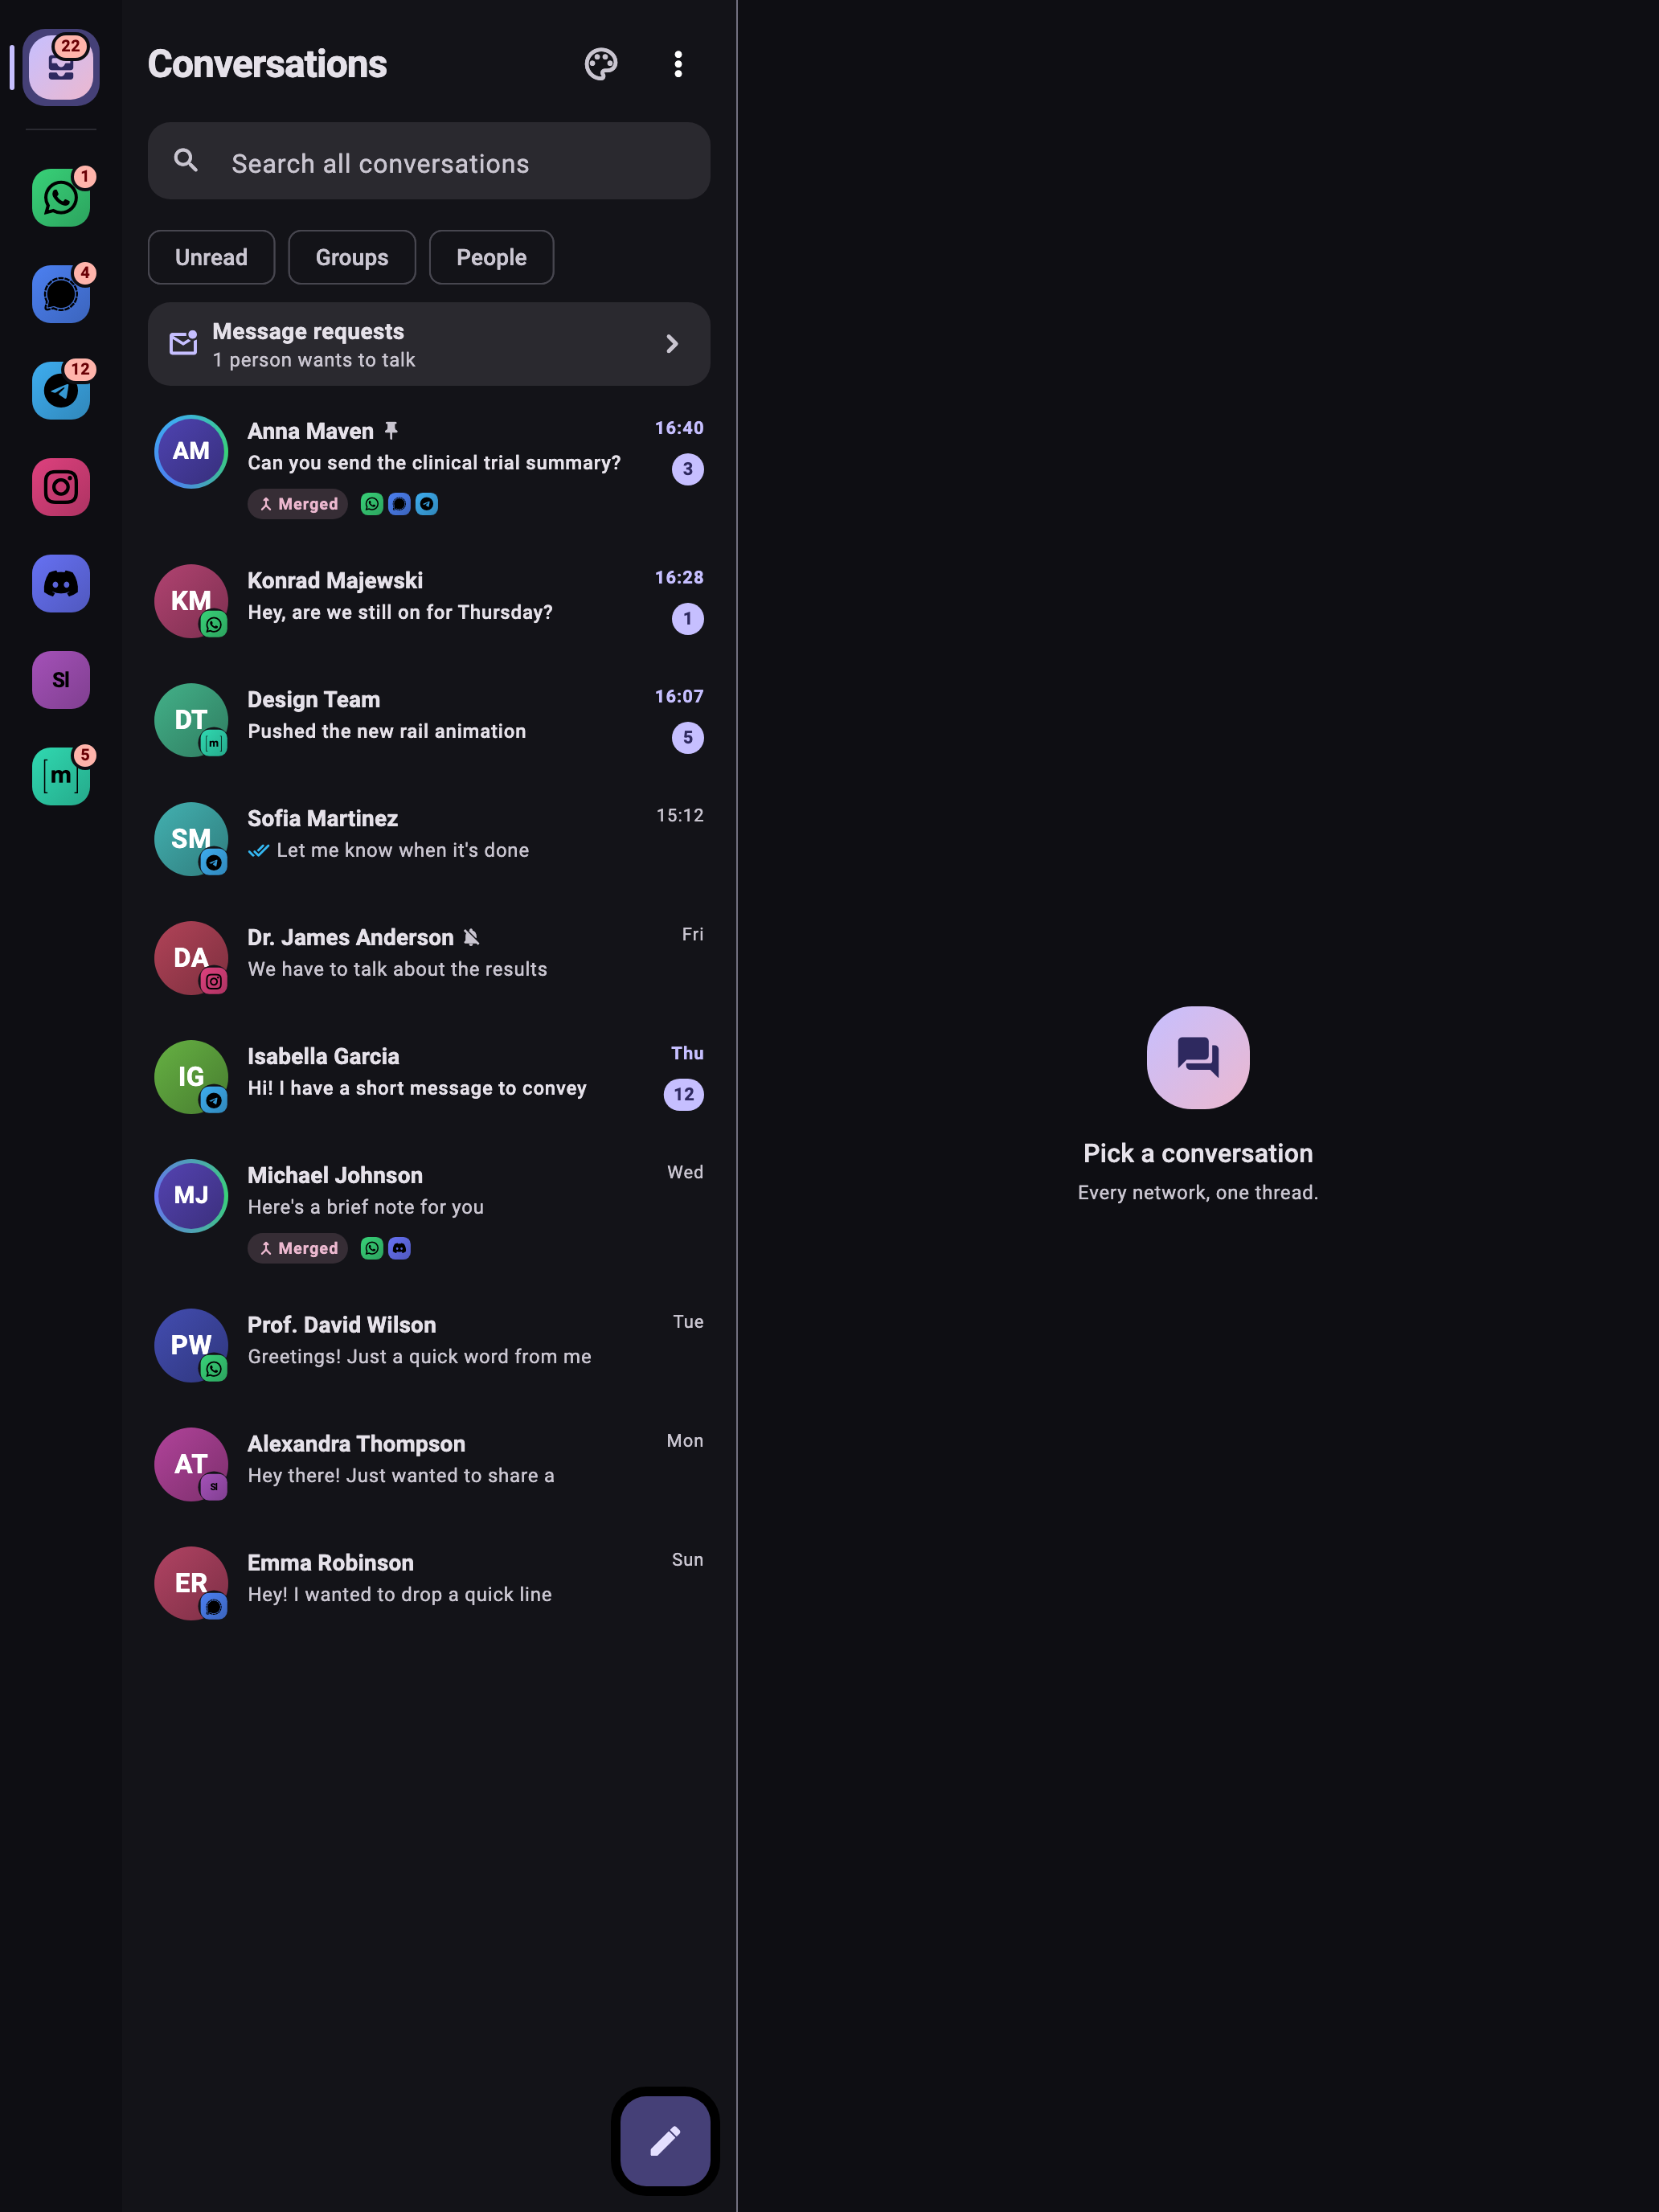 22
Conversations
Search all conversations
1
Unread Groups People
4
Message requests
1 person wants to talk
12
AM Anna Maven 16:40
Can you send the clinical trial summary? 3
Merged
KM Konrad Majewski 16:28
Hey, are we still on for Thursday? 1
Sl
DT Design Team 16:07
Pushed the new rail animation 5
[m]
5
[m]
SM Sofia Martinez 15:12
Let me know when it's done
DA Dr. James Anderson Fri
We have to talk about the results
IG Isabella Garcia Thu
Hi! I have a short message to convey 12
MJ Michael Johnson Wed
Here's a brief note for you
Merged
PW Prof. David Wilson Tue
Greetings! Just a quick word from me
AT Alexandra Thompson Mon
Hey there! Just wanted to share a
Sl
ER Emma Robinson Sun
Hey! I wanted to drop a quick line
Pick a conversation
Every network, one thread.